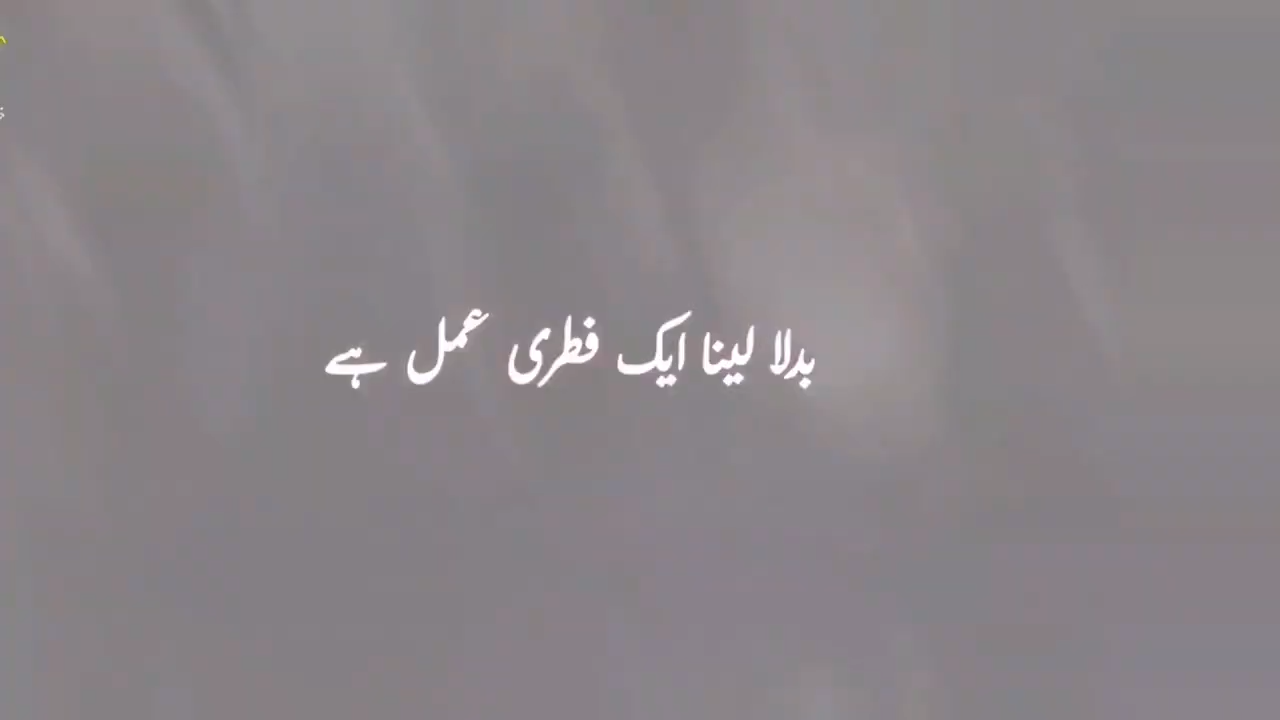 بدلا لینا ایک فطری عمل ہے